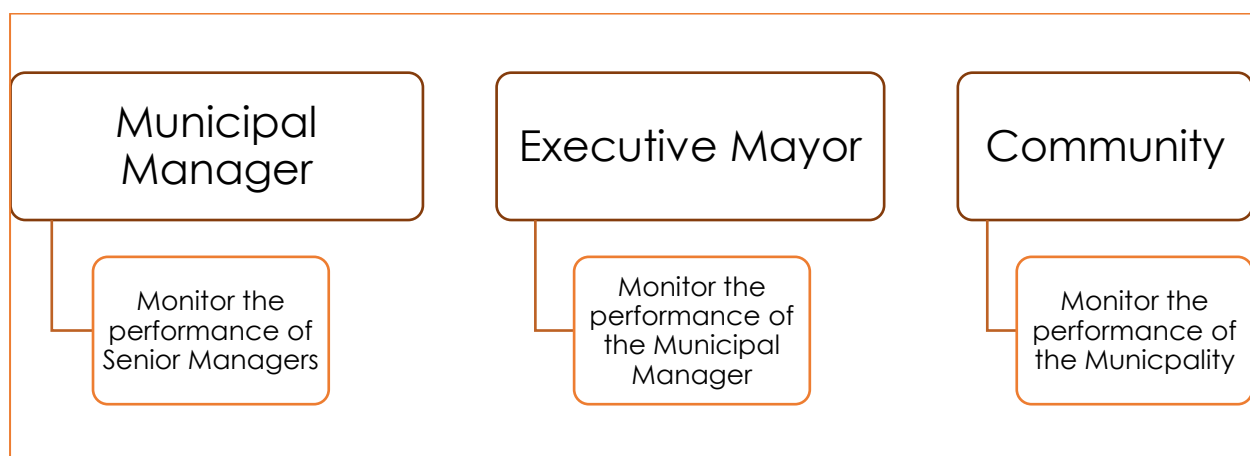 Municipal
Manager
Monitor the
performance of
Senior Managers
Executive Mayor
Monitor the
performance of
the Municipal
Manager
Community
Monitor the
performance of
the Municpality